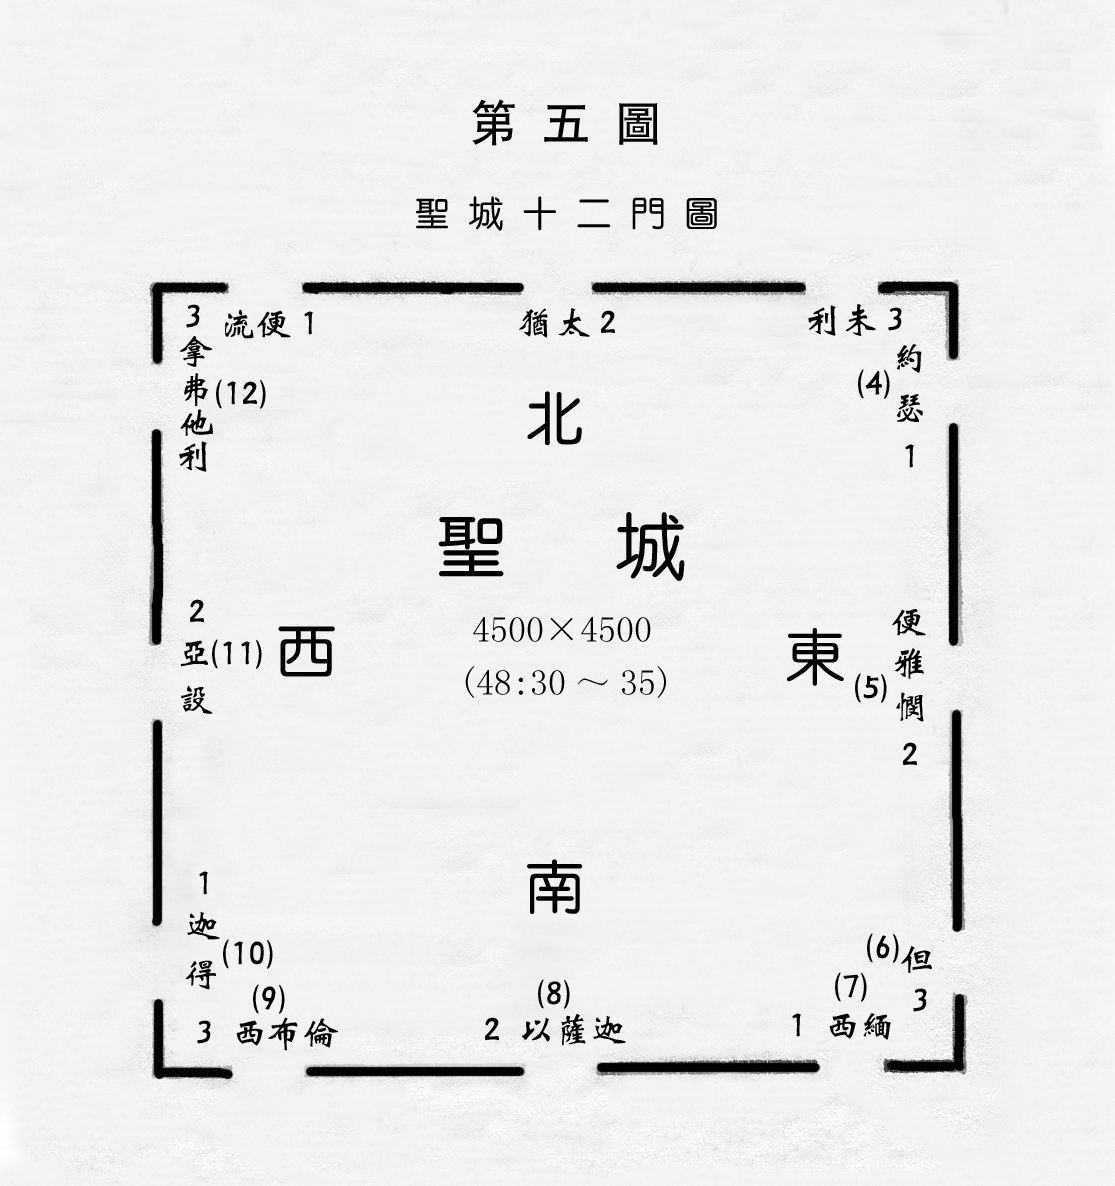 第五圖
聖城十二門圖
流便 1
猶太 2
利未 3
約瑟 1
(4)
便雅憫 2
(5)
但 3
(6)
(7)
1 西緬
(8)
2 以薩迦
(9)
3 西布倫
1 迦得
(10)
2 亞設
(11)
3 拿弗他利
(12)
北
聖城
4500×4500
(48:30～35)
西
東
南